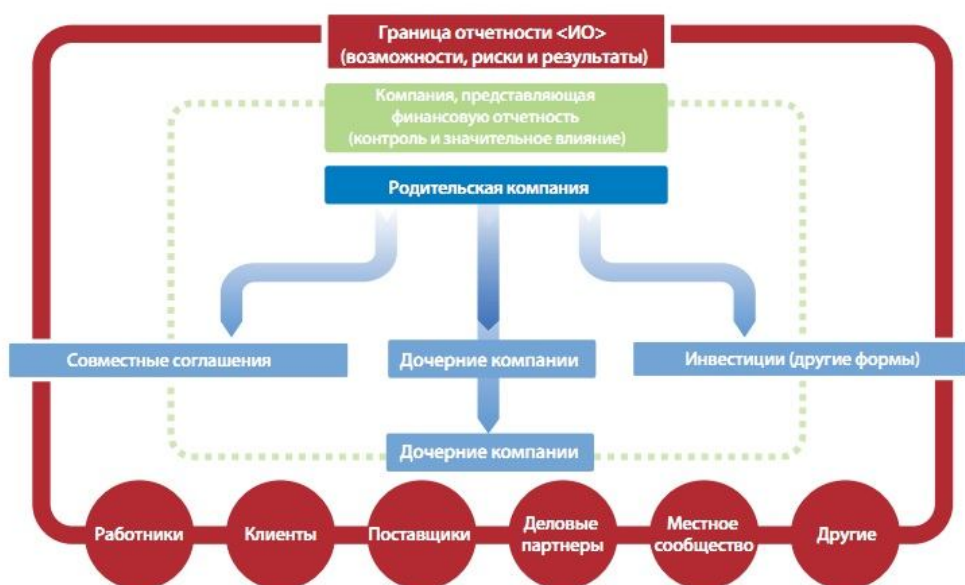 Граница отчетности <ИО>
(возможности, риски и результаты)
Компания, представляющая
финансовую отчетность
(контроль и значительное влияние)
Родительская компания
Совместные соглашения
Дочерние компании
Инвестиции (другие формы)
Дочерние компании
Работники
Клиенты
Поставщики
Деловые
партнеры
Местное
сообщество
Другие